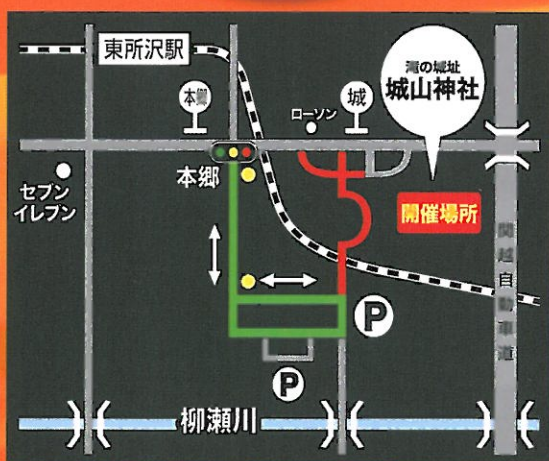 東所沢駅
滝の城址
城山神社
本郷
ローソン
城
本郷
セブン
イレブン
開催場所
関越自動車道
P
P
柳瀬川